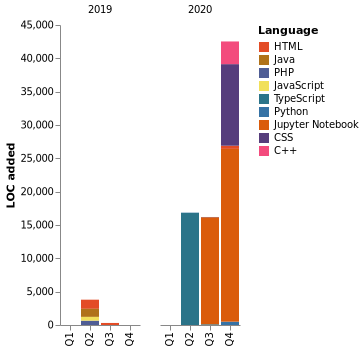 2019
2020
Language
HTML
Java
PHP
JavaScript
TypeScript
Python
Jupyter Notebook
CSS
C++
LOC added
45,000
40,000
35,000
30,000
25,000
20,000
15,000
10,000
5,000
0
Q1
Q2
Q3
Q4
Q1
Q2
Q3
Q4